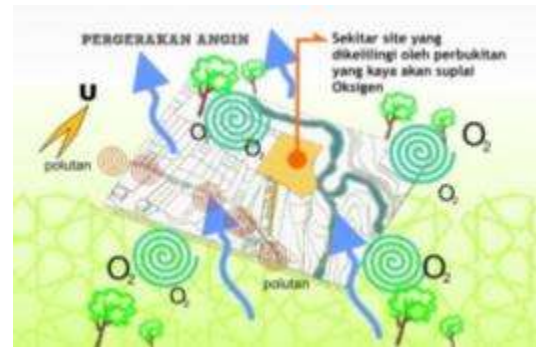 PERGERAKAN ANGIN
Sekitar site yang
dikelilingi oleh perbukitan
yang kaya akan suplai
Oksigen
U
polutan
O
O₂
O₂
O₂
O₂
O₂
O₂
polutan